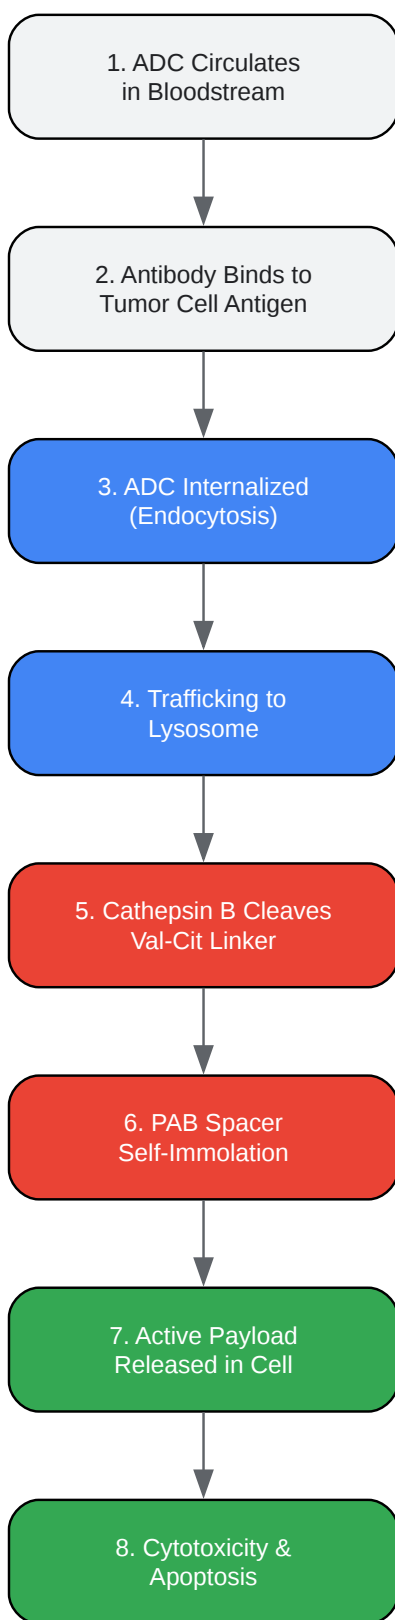 1. ADC Circulates
in Bloodstream
2. Antibody Binds to
Tumor Cell Antigen
3. ADC Internalized
(Endocytosis)
4. Trafficking to
Lysosome
5. Cathepsin B Cleaves
Val-Cit Linker
6. PAB Spacer
Self-Immolation
7. Active Payload
Released in Cell
8. Cytotoxicity &
Apoptosis